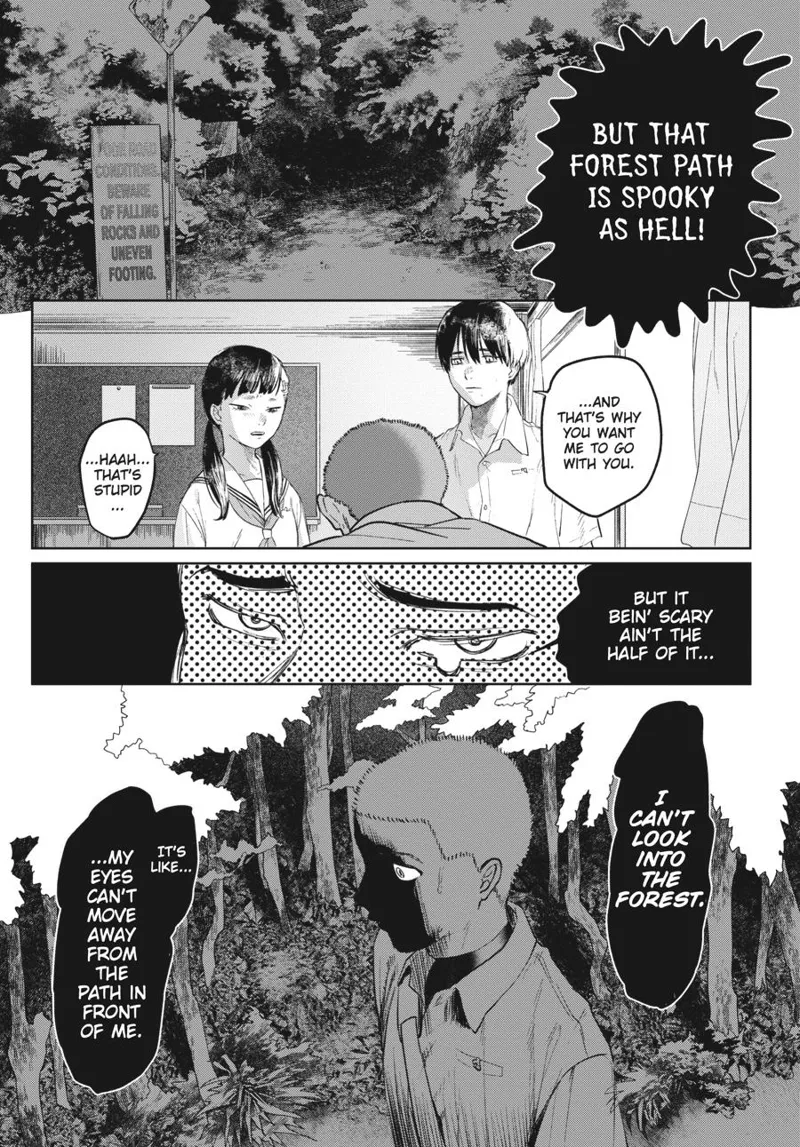 BUT THAT
FOREST PATH
IS SPOOKY
AS HELL!
POOR ROAD
CONDITIONS.
BEWARE
OF FALLING
ROCKS AND
UNEVEN
FOOTING.
...AND
THAT'S WHY
YOU WANT
ME TO GO
WITH YOU.
...HAAH...
THAT'S
STUPID
...
BUT IT
BEIN' SCARY
AIN'T THE
HALF OF IT...
I
CAN'T
LOOK
INTO
THE
FOREST.
IT'S
LIKE...
...MY
EYES
CAN'T
MOVE
AWAY
FROM
THE
PATH IN
FRONT
OF ME.